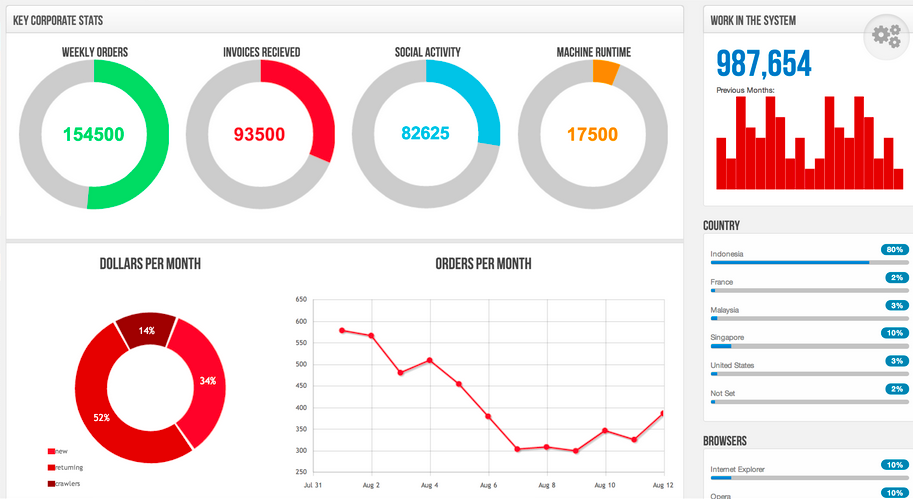 KEY CORPORATE STATS
WEEKLY ORDERS
INVOICES RECIEVED
SOCIAL ACTIVITY
MACHINE RUNTIME
154500
93500
82625
17500
WORK IN THE SYSTEM
987,654
Previous Months:
DOLLARS PER MONTH
14%
34%
52%
new
returning
crawlers
ORDERS PER MONTH
650
600
550
500
450
400
350
300
250
Jul 31
Aug 2
Aug 4
Aug 6
Aug 8
Aug 10
Aug 12
COUNTRY
Indonesia 80%
France 2%
Malaysia 3%
Singapore 10%
United States 3%
Not Set 2%
BROWSERS
Internet Explorer 10%
Opera 10%